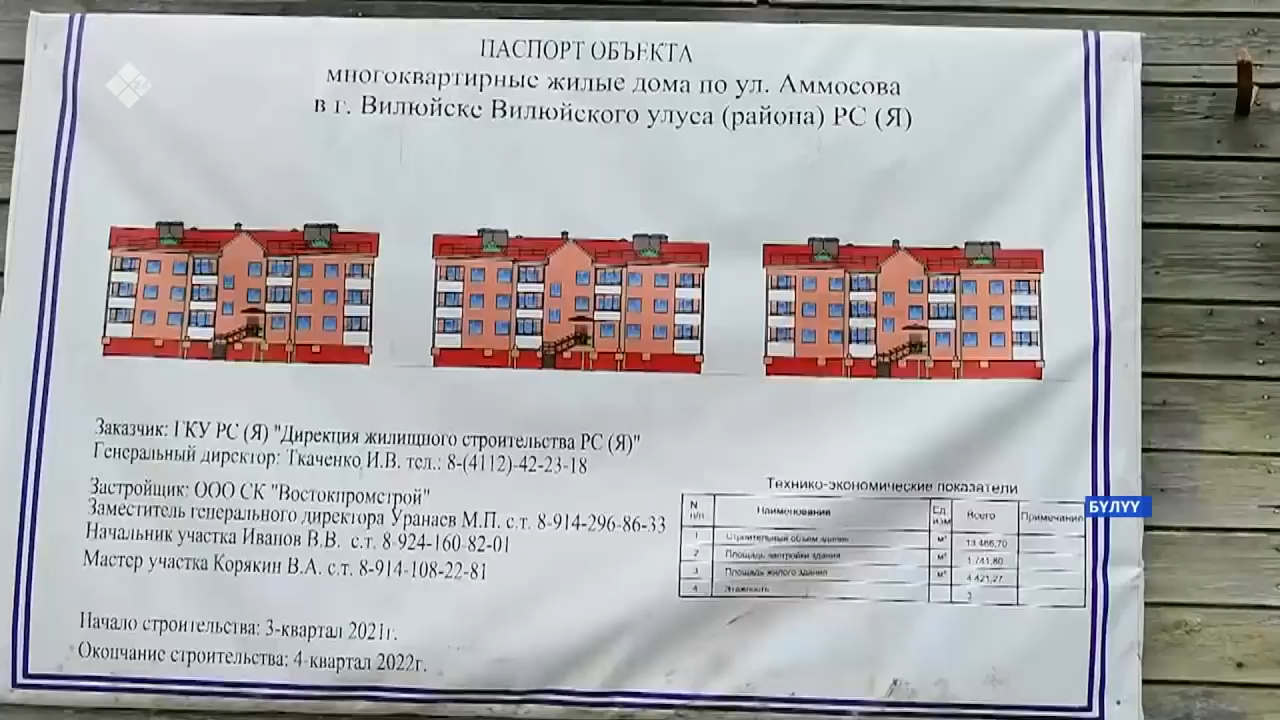 ПАСПОРТ ОБЪЕКТА
многоквартирные жилые дома по ул. Аммосова
в г. Вилюйске Вилюйского улуса (района) РС (Я)
Заказчик: ГКУ РС (Я) "Дирекция жилищного строительства РС (Я)"
Генеральный директор: Ткаченко И.В. тел.: 8-(4112)-42-23-18
Застройщик: ООО СК "Востокпромстрой"
Заместитель генерального директора Уранаев М.П. с.т. 8-914-296-86-33
Начальник участка Иванов В.В. с.т. 8-924-160-82-01
Мастер участка Корякин В.А. с.т. 8-914-108-22-81
Начало строительства: 3-квартал 2021г.
Окончание строительства: 4-квартал 2022г.
Технико-экономические показатели
N п/п Наименование Ед. изм Всего Примечание
1 Строительный объем здания м³ 13 466,70
2 Площадь застройки здания м² 1 741,80
3 Площадь жилого здания м² 4 421,27
4 Этажность 3
БҮЛҮҮ
24